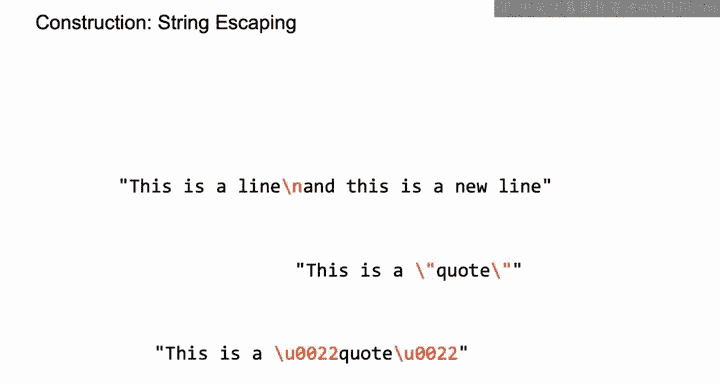 Construction: String Escaping
"This is a line\nand this is a new line"
"This is a \"quote\""
"This is a \u0022quote\u0022"